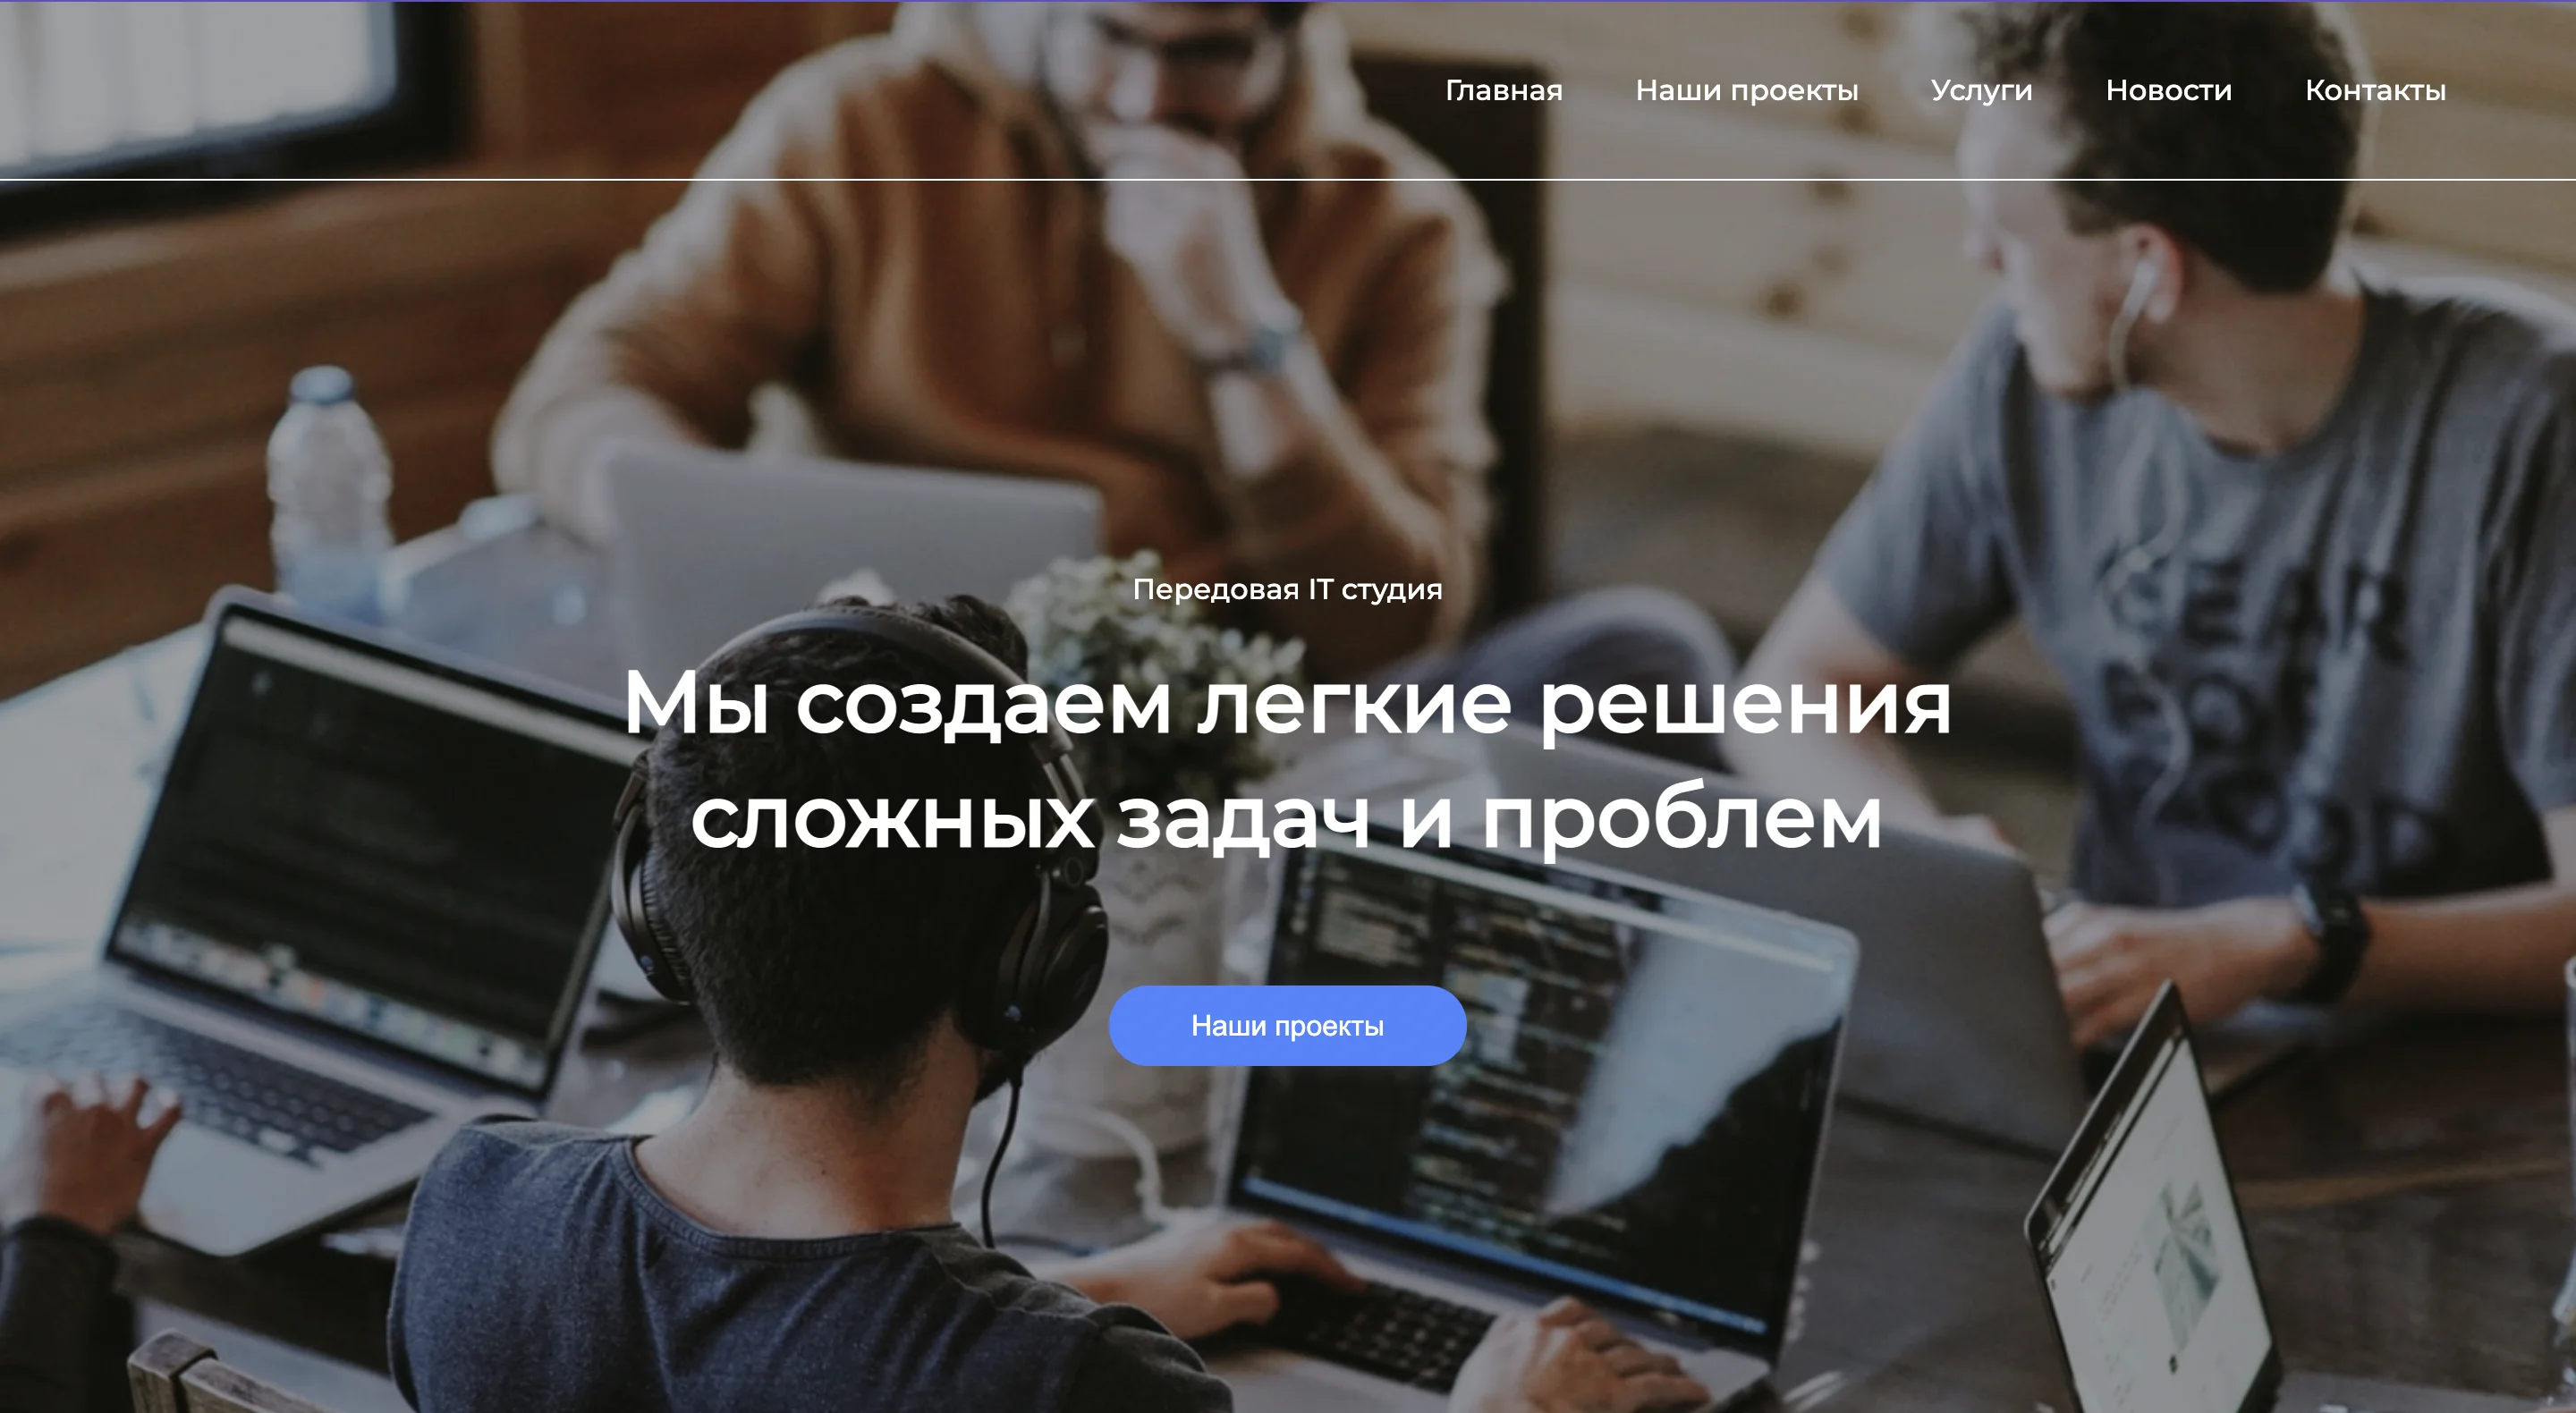 Главная Наши проекты Услуги Новости Контакты
Передовая IT студия
Мы создаем легкие решения
сложных задач и проблем
Наши проекты